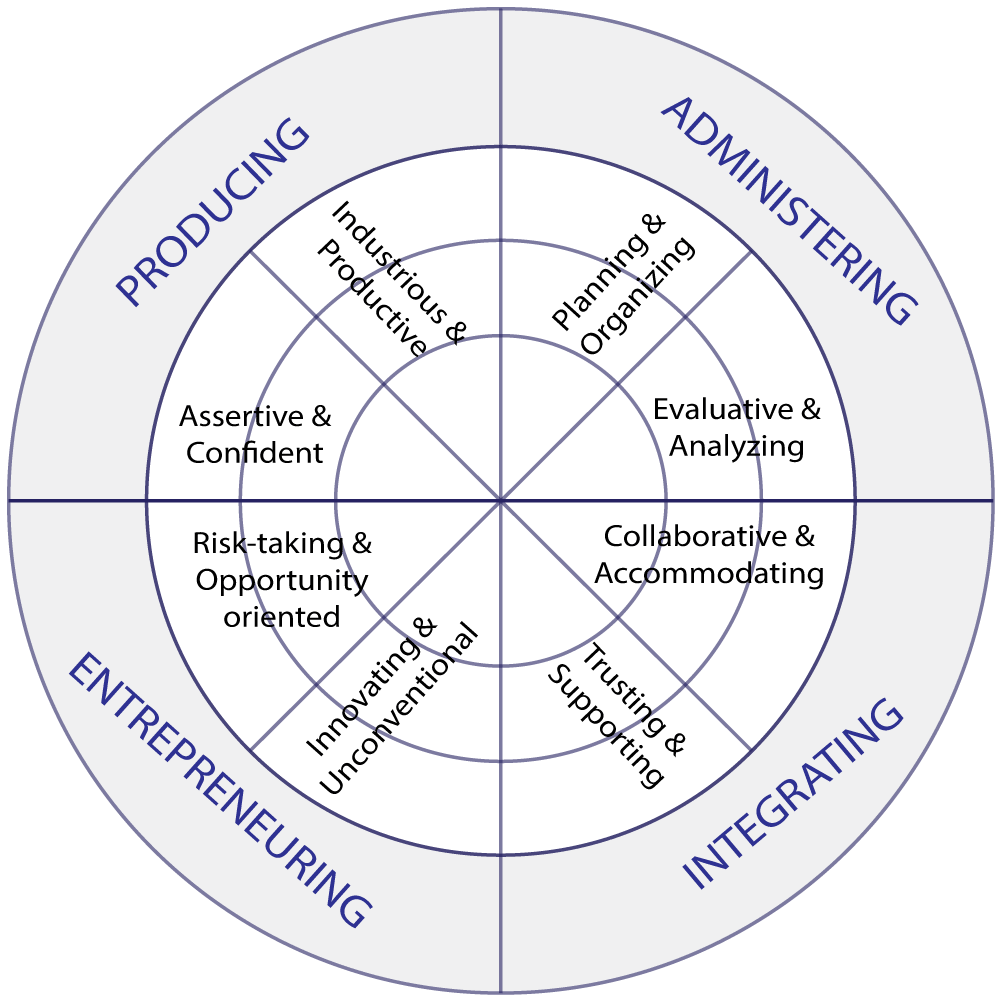 PRODUCING
ADMINISTERING
Industrious &
Productive
Planning &
Organizing
Assertive &
Confident
Evaluative &
Analyzing
Risk-taking &
Opportunity
oriented
Collaborative &
Accommodating
Innovating &
Unconventional
Trusting &
Supporting
ENTREPRENEURING
INTEGRATING